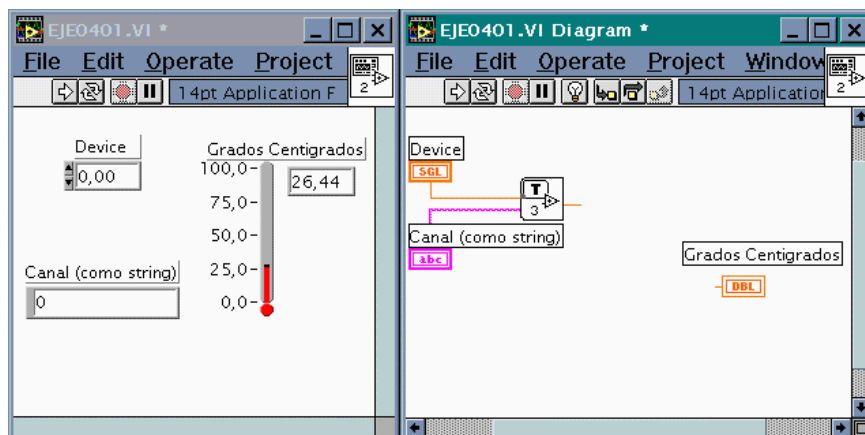 EJE0401.VI *
File Edit Operate Project
2
14pt Application F
Device
0,00
Grados Centigrados
100,0
75,0
50,0
25,0
0,0
26,44
Canal (como string)
0
EJE0401.VI Diagram *
File Edit Operate Project Window
2
14pt Application
Device
SGL
T
3
Canal (como string)
abc
Grados Centigrados
DBL